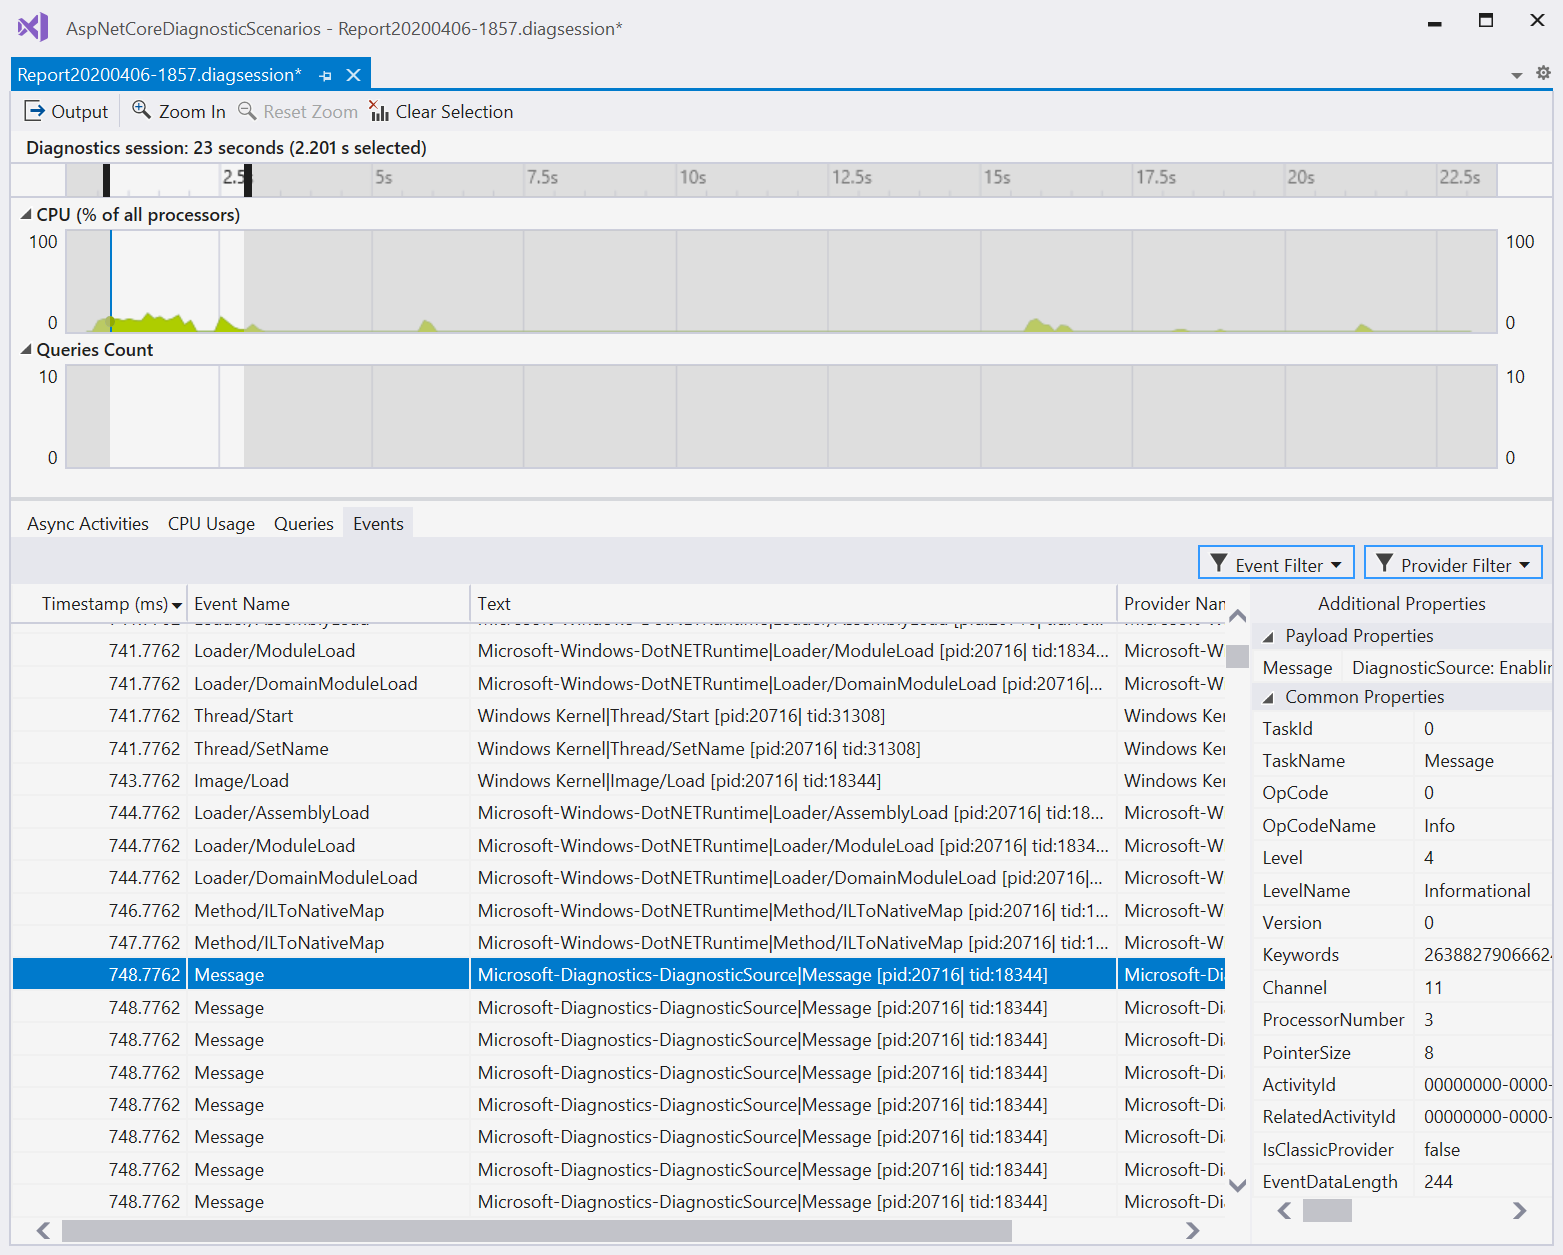 AspNetCoreDiagnosticScenarios - Report20200406-1857.diagsession*
Report20200406-1857.diagsession*
Output Zoom In Reset Zoom Clear Selection
Diagnostics session: 23 seconds (2.201 s selected)
2.5s 5s 7.5s 10s 12.5s 15s 17.5s 20s 22.5s
CPU (% of all processors)
100 100
0 0
Queries Count
10 10
0 0
Async Activities CPU Usage Queries Events
Event Filter Provider Filter
Timestamp (ms) Event Name Text Provider Nam Additional Properties
741.7762 Loader/AssemblyLoad Microsoft-Windows-DotNETRuntime|Loader/AssemblyLoad [pid:20716| tid:18...
Payload Properties
741.7762 Loader/ModuleLoad Microsoft-Windows-DotNETRuntime|Loader/ModuleLoad [pid:20716| tid:1834... Microsoft-W
Message DiagnosticSource: Enablin
741.7762 Loader/DomainModuleLoad Microsoft-Windows-DotNETRuntime|Loader/DomainModuleLoad [pid:20716|... Microsoft-W
Common Properties
741.7762 Thread/Start Windows Kernel|Thread/Start [pid:20716| tid:31308] Windows Ker
TaskId 0
741.7762 Thread/SetName Windows Kernel|Thread/SetName [pid:20716| tid:31308] Windows Ker
TaskName Message
743.7762 Image/Load Windows Kernel|Image/Load [pid:20716| tid:18344] Windows Ker
OpCode 0
744.7762 Loader/AssemblyLoad Microsoft-Windows-DotNETRuntime|Loader/AssemblyLoad [pid:20716| tid:18... Microsoft-W
OpCodeName Info
744.7762 Loader/ModuleLoad Microsoft-Windows-DotNETRuntime|Loader/ModuleLoad [pid:20716| tid:1834... Microsoft-W
Level 4
744.7762 Loader/DomainModuleLoad Microsoft-Windows-DotNETRuntime|Loader/DomainModuleLoad [pid:20716|... Microsoft-W
LevelName Informational
746.7762 Method/ILToNativeMap Microsoft-Windows-DotNETRuntime|Method/ILToNativeMap [pid:20716| tid:1... Microsoft-W
Version 0
747.7762 Method/ILToNativeMap Microsoft-Windows-DotNETRuntime|Method/ILToNativeMap [pid:20716| tid:1... Microsoft-W
Keywords 2638827906662
748.7762 Message Microsoft-Diagnostics-DiagnosticSource|Message [pid:20716| tid:18344] Microsoft-Di
Channel 11
748.7762 Message Microsoft-Diagnostics-DiagnosticSource|Message [pid:20716| tid:18344] Microsoft-Di
ProcessorNumber 3
748.7762 Message Microsoft-Diagnostics-DiagnosticSource|Message [pid:20716| tid:18344] Microsoft-Di
PointerSize 8
748.7762 Message Microsoft-Diagnostics-DiagnosticSource|Message [pid:20716| tid:18344] Microsoft-Di
ActivityId 00000000-0000-
748.7762 Message Microsoft-Diagnostics-DiagnosticSource|Message [pid:20716| tid:18344] Microsoft-Di
RelatedActivityId 00000000-0000-
748.7762 Message Microsoft-Diagnostics-DiagnosticSource|Message [pid:20716| tid:18344] Microsoft-Di
IsClassicProvider false
748.7762 Message Microsoft-Diagnostics-DiagnosticSource|Message [pid:20716| tid:18344] Microsoft-Di
EventDataLength 244
748.7762 Message Microsoft-Diagnostics-DiagnosticSource|Message [pid:20716| tid:18344] Microsoft-Di